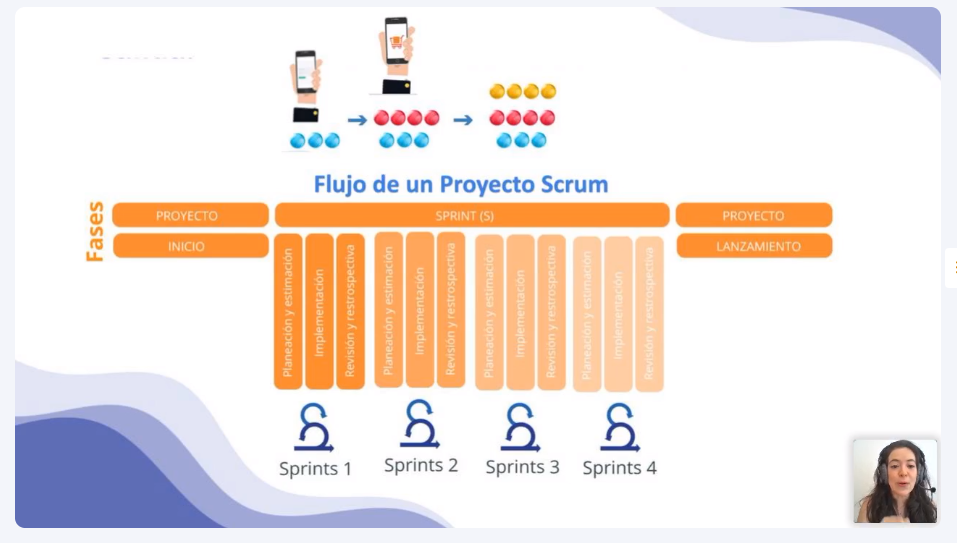 Flujo de un Proyecto Scrum
Fases
PROYECTO
SPRINT (S)
PROYECTO
INICIO
LANZAMIENTO
Planeación y estimación
Implementación
Revisión y restrospectiva
Planeación y estimación
Implementación
Revisión y restrospectiva
Planeación y estimación
Implementación
Revisión y restrospectiva
Planeación y estimación
Implementación
Revisión y restrospectiva
Sprints 1
Sprints 2
Sprints 3
Sprints 4